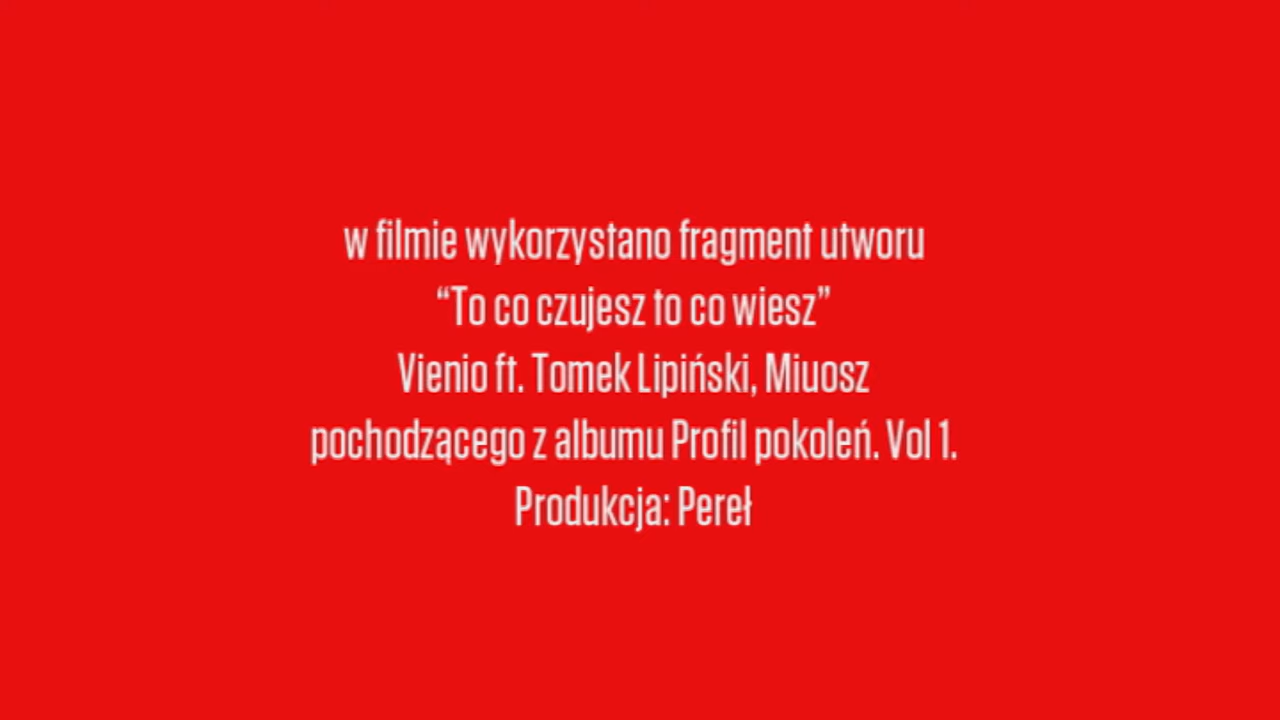 w filmie wykorzystano fragment utworu
“To co czujesz to co wiesz”
Vienio ft. Tomek Lipiński, Miuosz
pochodzącego z albumu Profil pokoleń. Vol 1.
Produkcja: Pereł